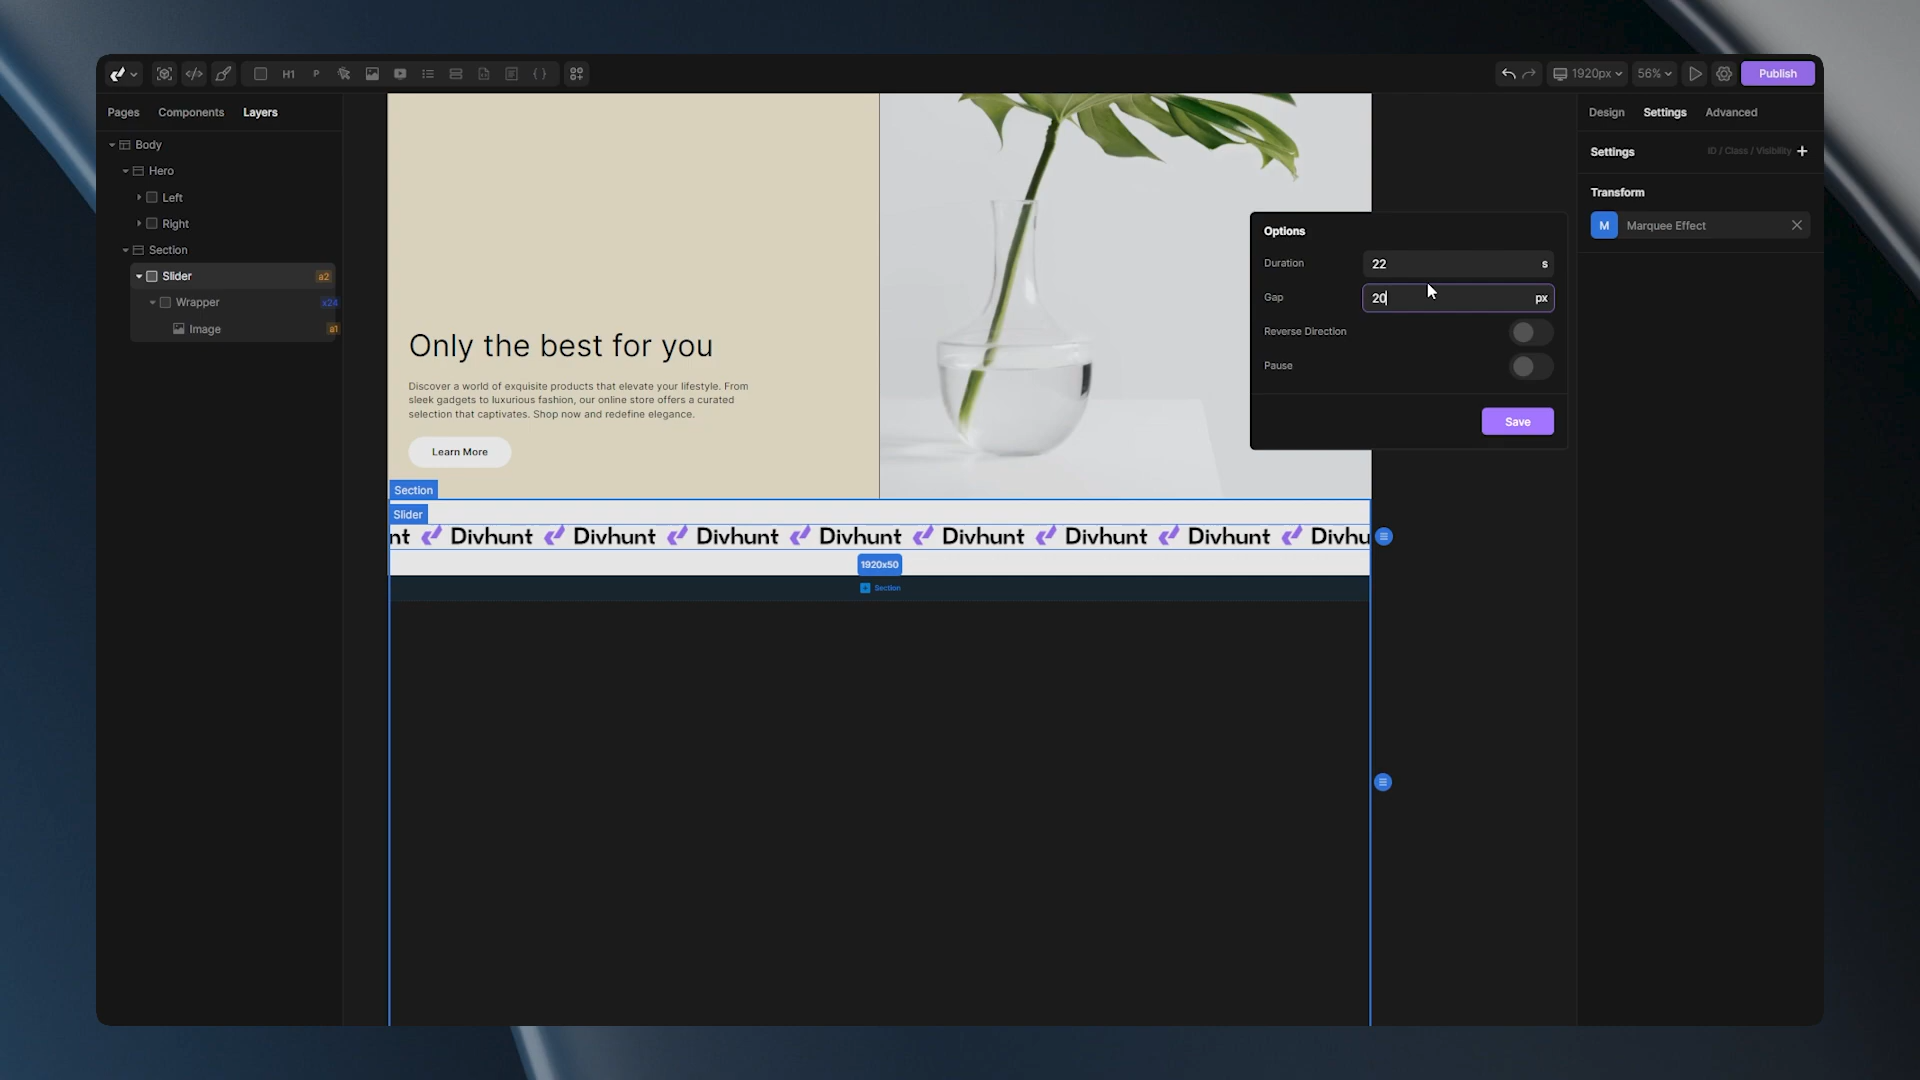 H1
P
1920px
56%
Publish
Pages
Components
Layers
Body
Hero
Left
Right
Section
Slider
a2
Wrapper
x24
Image
a1
Only the best for you
Discover a world of exquisite products that elevate your lifestyle. From
sleek gadgets to luxurious fashion, our online store offers a curated
selection that captivates. Shop now and redefine elegance.
Learn More
Section
Slider
nt Divhunt Divhunt Divhunt Divhunt Divhunt Divhunt Divhunt Divhu
1920x50
Section
Options
Duration
22
s
Gap
20
px
Reverse Direction
Pause
Save
Design
Settings
Advanced
Settings
ID / Class / Visibility
Transform
M
Marquee Effect